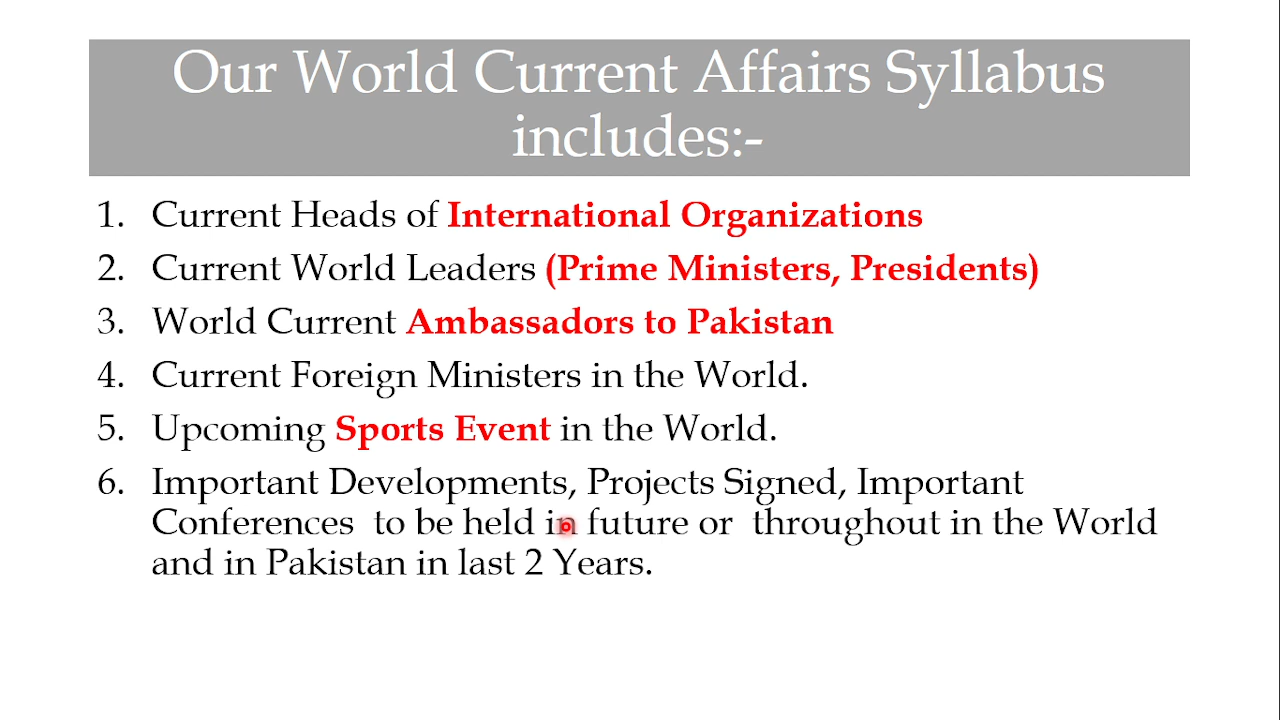 Our World Current Affairs Syllabus
includes:-
1. Current Heads of International Organizations
2. Current World Leaders (Prime Ministers, Presidents)
3. World Current Ambassadors to Pakistan
4. Current Foreign Ministers in the World.
5. Upcoming Sports Event in the World.
6. Important Developments, Projects Signed, Important
Conferences to be held in future or throughout in the World
and in Pakistan in last 2 Years.